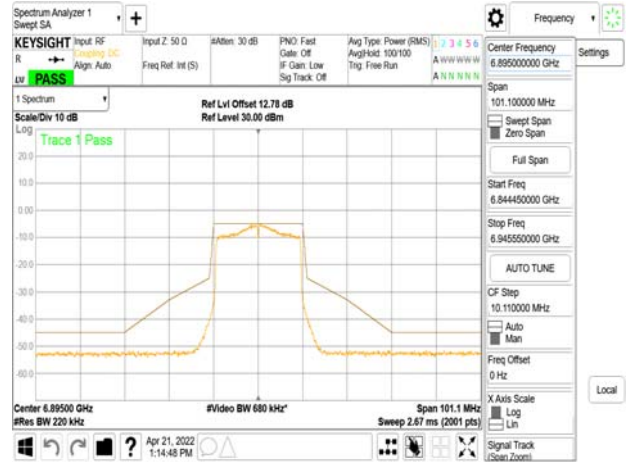 Spectrum Analyzer 1
Swept SA
Frequency
KEYSIGHT
R
LV
PASS
Input: RF
Coupling: DC
Align: Auto
Input Z: 50 Ω
Freq Ref: Int (S)
#Atten: 30 dB
PNO: Fast
Gate: Off
IF Gain: Low
Sig Track: Off
Avg Type: Power (RMS)
Avg|Hold: 100/100
Trig: Free Run
1 2 3 4 5 6
A W W W W W
A N N N N N
Settings
1 Spectrum
Scale/Div 10 dB
Ref Lvl Offset 12.78 dB
Ref Level 30.00 dBm
Log
Trace 1 Pass
20.0
10.0
0.00
-10.0
-20.0
-30.0
-40.0
-50.0
-60.0
Center 6.89500 GHz
#Res BW 220 kHz
#Video BW 680 kHz*
Span 101.1 MHz
Sweep 2.67 ms (2001 pts)
Apr 21, 2022
1:14:48 PM
Center Frequency
6.895000000 GHz
Span
101.100000 MHz
Swept Span
Zero Span
Full Span
Start Freq
6.844450000 GHz
Stop Freq
6.945550000 GHz
AUTO TUNE
CF Step
10.110000 MHz
Auto
Man
Freq Offset
0 Hz
X Axis Scale
Log
Lin
Signal Track
(Span Zoom)
Local